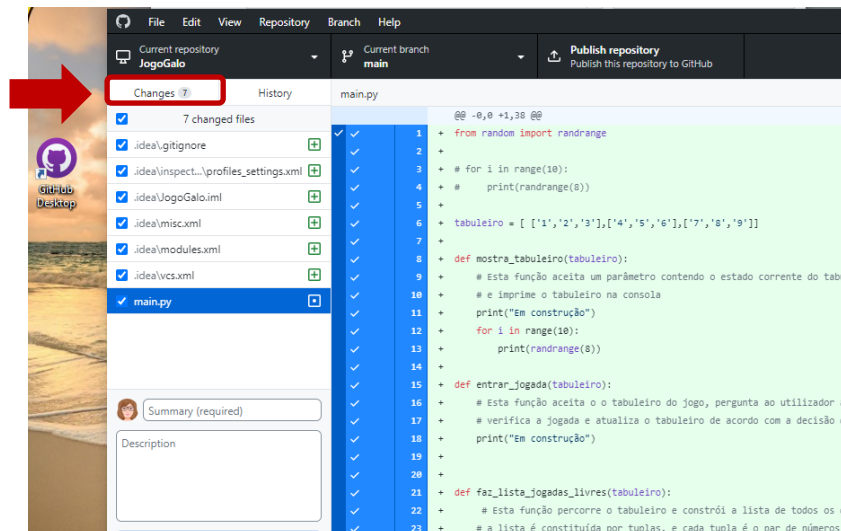 File Edit View Repository Branch Help
Current repository
JogoGalo
Current branch
main
Publish repository
Publish this repository to GitHub
Changes 7
History
main.py
7 changed files
.idea\.gitignore
.idea\inspect...\profiles_settings.xml
.idea\JogoGalo.iml
.idea\misc.xml
.idea\modules.xml
.idea\vcs.xml
main.py
Summary (required)
Description
GitHub
Desktop
@@ -0,0 +1,38 @@
1 + from random import randrange
2 +
3 + # for i in range(10):
4 + #     print(randrange(8))
5 +
6 + tabuleiro = [ ['1','2','3'],['4','5','6'],['7','8','9']]
7 +
8 + def mostra_tabuleiro(tabuleiro):
9 +     # Esta função aceita um parâmetro contendo o estado corrente do tabu
10 +     # e imprime o tabuleiro na consola
11 +     print("Em construção")
12 +     for i in range(10):
13 +         print(randrange(8))
14 +
15 + def entrar_jogada(tabuleiro):
16 +     # Esta função aceita o o tabuleiro do jogo, pergunta ao utilizador
17 +     # verifica a jogada e atualiza o tabuleiro de acordo com a decisão
18 +     print("Em construção")
19 +
20 +
21 + def faz_lista_jogadas_livres(tabuleiro):
22 +      # Esta função percorre o tabuleiro e constrói a lista de todos os
23 +     # a lista é constituída por tuplas, e cada tupla é o par de números